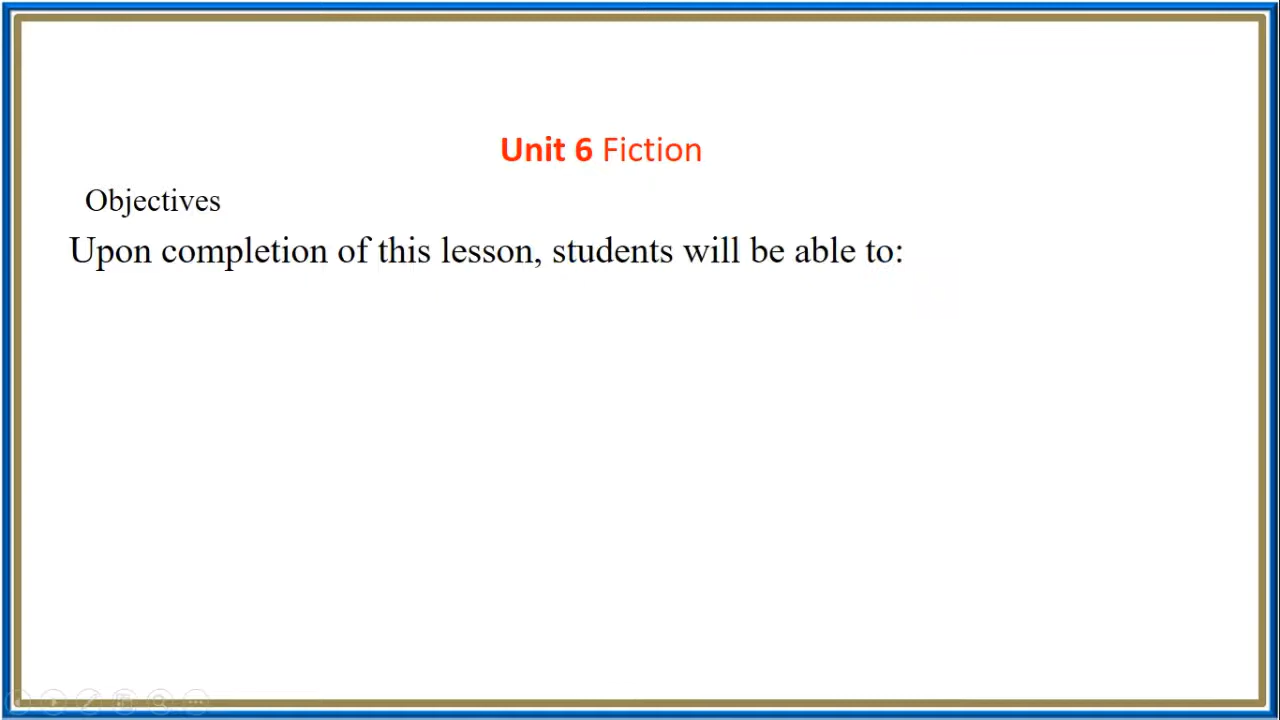 Unit 6 Fiction
Objectives
Upon completion of this lesson, students will be able to: